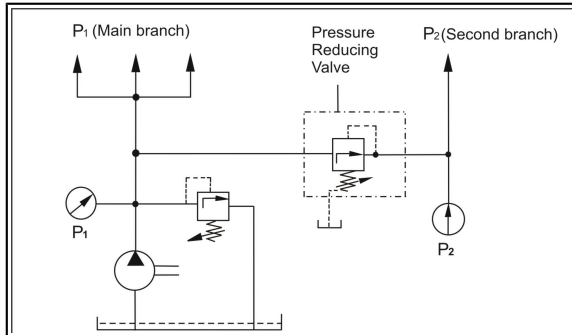 P₁ (Main branch)
Pressure
Reducing
Valve
P₂(Second branch)
P₁
P₂